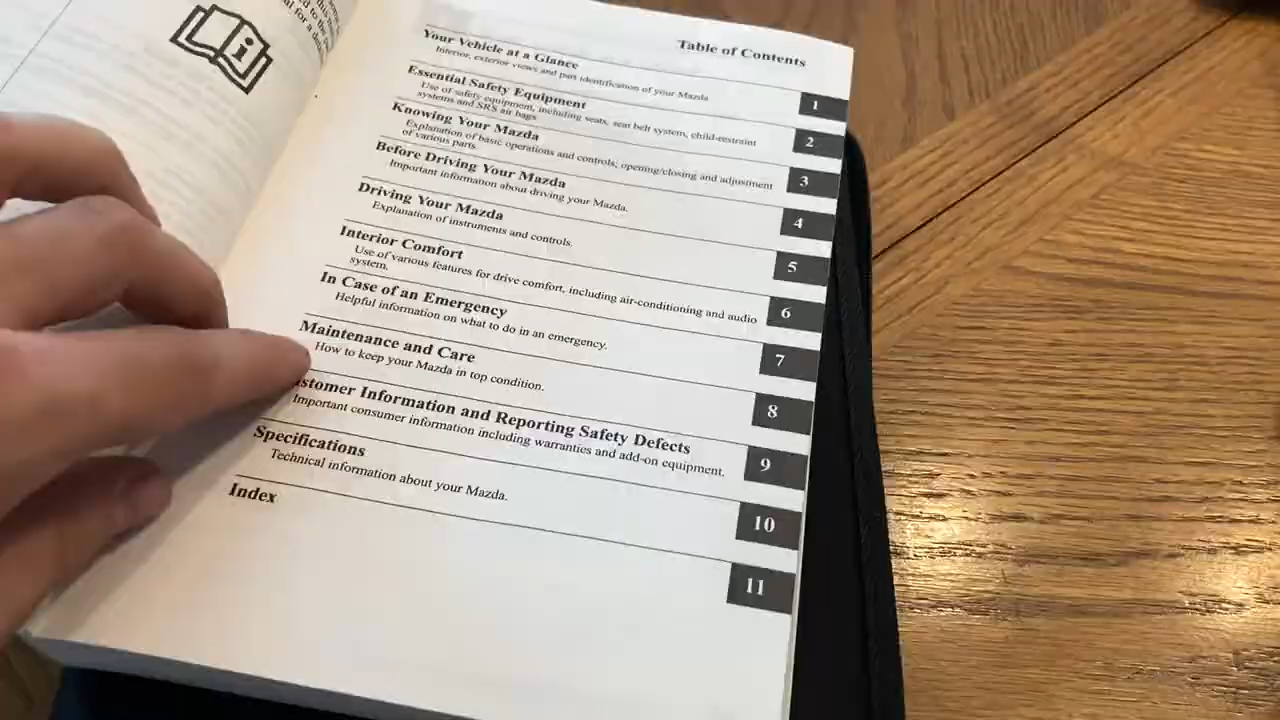 Table of Contents
Your Vehicle at a Glance
Interior, exterior views and part identification of your Mazda
1
Essential Safety Equipment
Use of safety equipment, including seats, seat belt system, child-restraint
systems and SRS air bags.
2
Knowing Your Mazda
Explanation of basic operations and controls; opening/closing and adjustment
of various parts.
3
Before Driving Your Mazda
Important information about driving your Mazda.
4
Driving Your Mazda
Explanation of instruments and controls.
5
Interior Comfort
Use of various features for drive comfort, including air-conditioning and audio
system.
6
In Case of an Emergency
Helpful information on what to do in an emergency.
7
Maintenance and Care
How to keep your Mazda in top condition.
8
stomer Information and Reporting Safety Defects
Important consumer information including warranties and add-on equipment.
9
Specifications
Technical information about your Mazda.
10
Index
11